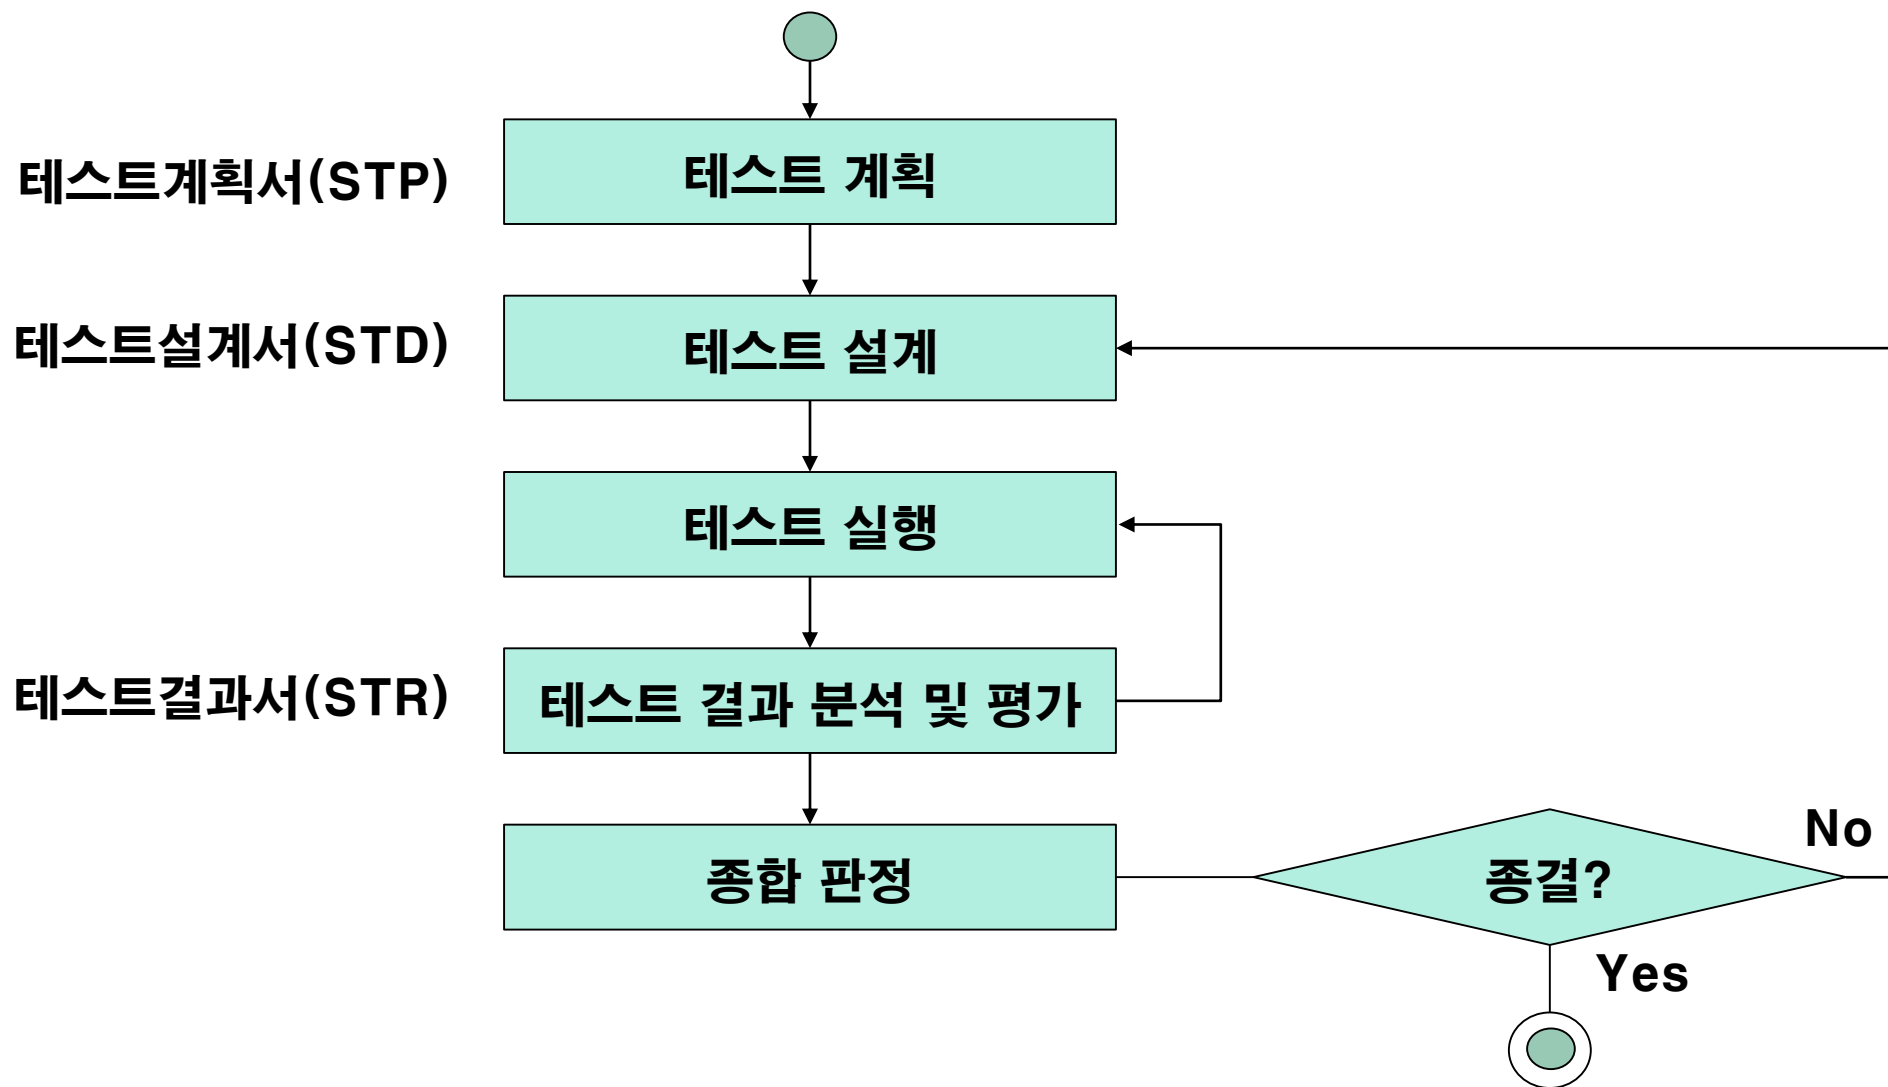 테스트계획서(STP)
테스트 계획
테스트설계서(STD)
테스트 설계
테스트 실행
테스트결과서(STR)
테스트 결과 분석 및 평가
종합 판정
종결?
No
Yes